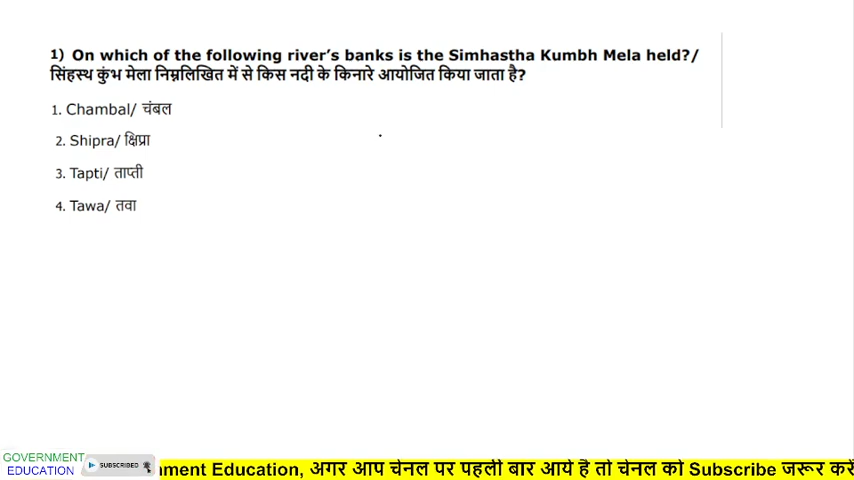 1) On which of the following river's banks is the Simhastha Kumbh Mela held?/
सिंहस्थ कुंभ मेला निम्नलिखित में से किस नदी के किनारे आयोजित किया जाता है?
1. Chambal/ चंबल
2. Shipra/ क्षिप्रा
3. Tapti/ ताप्ती
4. Tawa/ तवा
GOVERNMENT
EDUCATION
SUBSCRIBED
nment Education, अगर आप चेनल पर पहली बार आये है तो चेनल को Subscribe जरूर करें